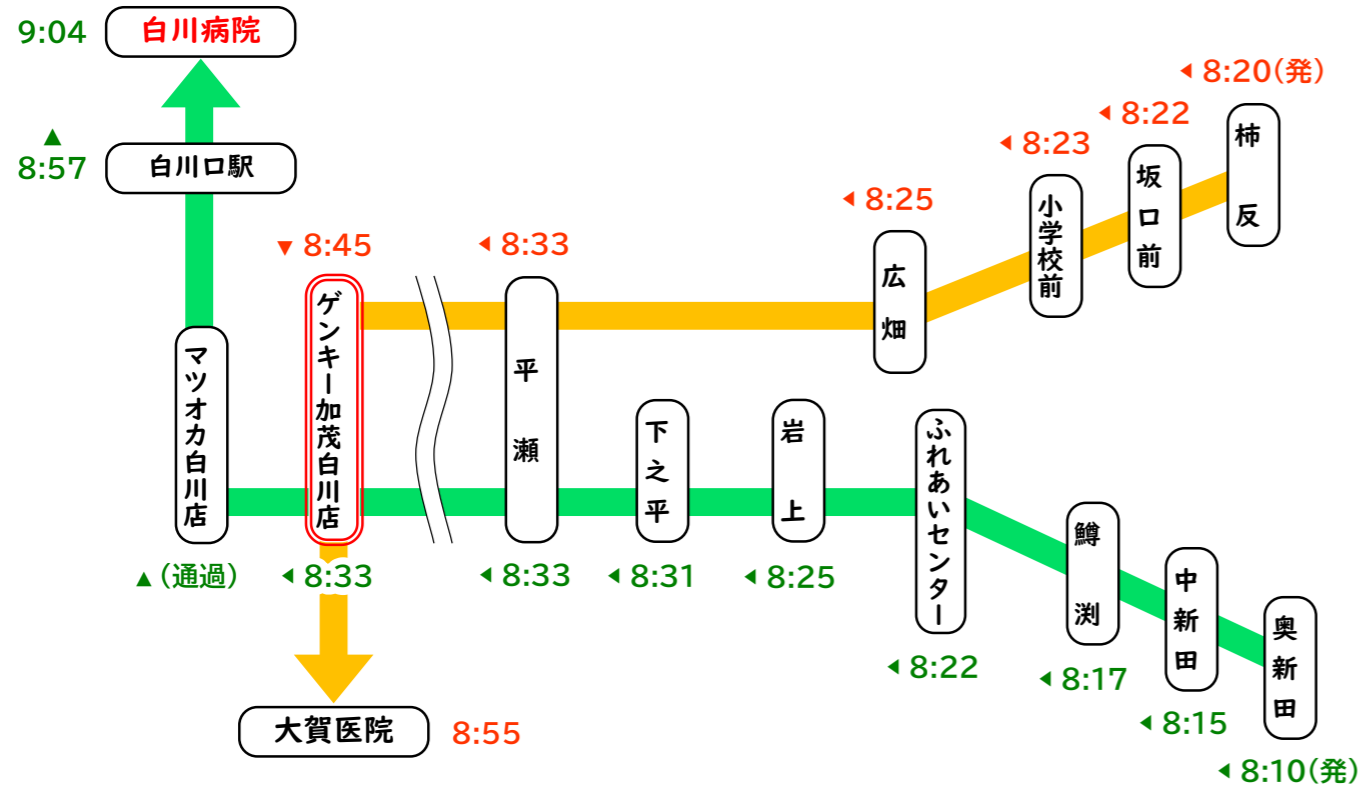 9:04
白川病院
▲
8:57
白川口駅
▼ 8:45
◀ 8:33
◀ 8:25
◀ 8:23
◀ 8:22
◀ 8:20(発)
マツオカ白川店
ゲンキー加茂白川店
平瀬
下之平
岩上
広畑
ふれあいセンター
小学校前
坂口前
柿反
鱒渕
中新田
奥新田
▲(通過)
◀ 8:33
◀ 8:33
◀ 8:31
◀ 8:25
◀ 8:22
◀ 8:17
◀ 8:15
◀ 8:10(発)
大賀医院
8:55